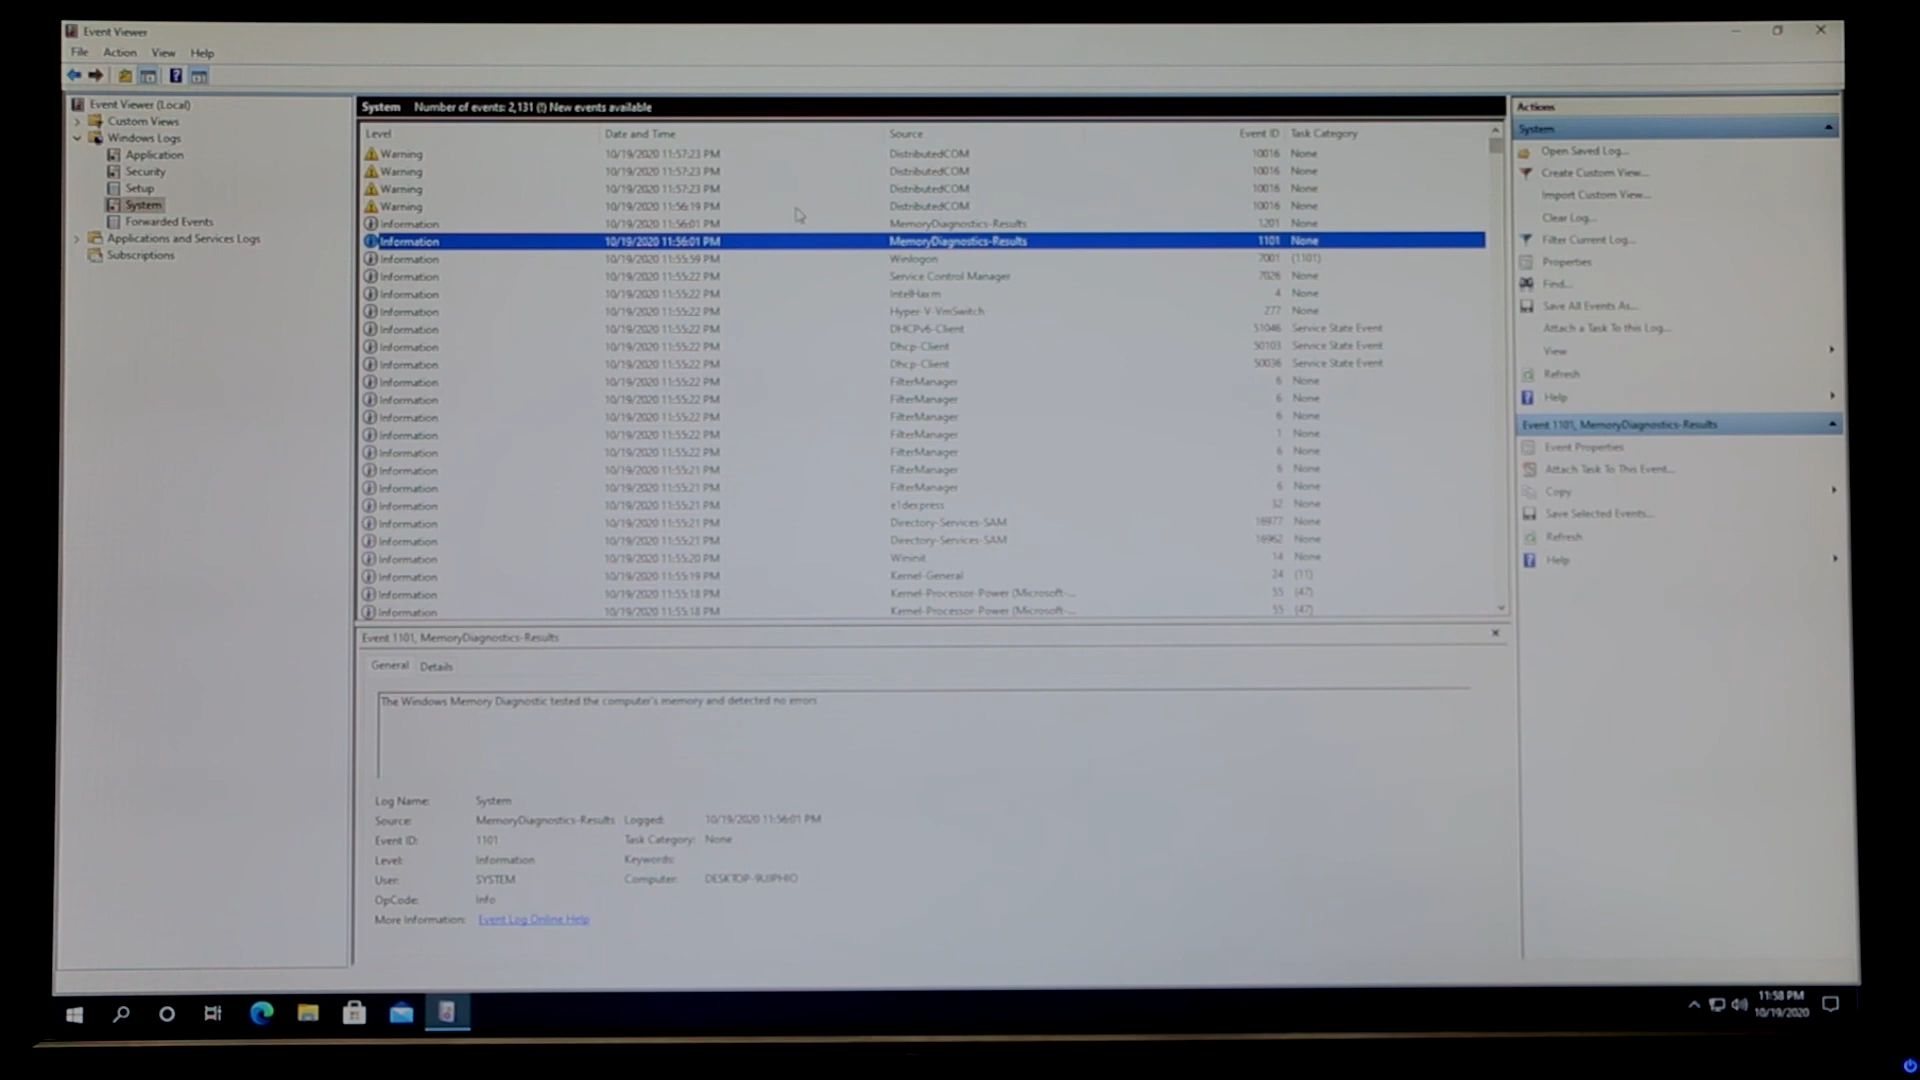 Event Viewer
File Action View Help
Event Viewer (Local)
Custom Views
Windows Logs
Application
Security
Setup
System
Forwarded Events
Applications and Services Logs
Subscriptions
System Number of events: 2,131 (!) New events available
Level Date and Time Source Event ID Task Category
Warning 10/19/2020 11:57:23 PM DistributedCOM 10016 None
Warning 10/19/2020 11:57:23 PM DistributedCOM 10016 None
Warning 10/19/2020 11:57:23 PM DistributedCOM 10016 None
Warning 10/19/2020 11:56:19 PM DistributedCOM 10016 None
Information 10/19/2020 11:56:01 PM MemoryDiagnostics-Results 1201 None
Information 10/19/2020 11:56:01 PM MemoryDiagnostics-Results 1101 None
Information 10/19/2020 11:55:59 PM Winlogon 7001 (1101)
Information 10/19/2020 11:55:22 PM Service Control Manager 7026 None
Information 10/19/2020 11:55:22 PM IntelHaxm 4 None
Information 10/19/2020 11:55:22 PM Hyper-V-VmSwitch 277 None
Information 10/19/2020 11:55:22 PM DHCPv6-Client 51046 Service State Event
Information 10/19/2020 11:55:22 PM Dhcp-Client 50103 Service State Event
Information 10/19/2020 11:55:22 PM Dhcp-Client 50036 Service State Event
Information 10/19/2020 11:55:22 PM FilterManager 6 None
Information 10/19/2020 11:55:22 PM FilterManager 6 None
Information 10/19/2020 11:55:22 PM FilterManager 6 None
Information 10/19/2020 11:55:22 PM FilterManager 1 None
Information 10/19/2020 11:55:22 PM FilterManager 6 None
Information 10/19/2020 11:55:21 PM FilterManager 6 None
Information 10/19/2020 11:55:21 PM FilterManager 6 None
Information 10/19/2020 11:55:21 PM e1dexpress 32 None
Information 10/19/2020 11:55:21 PM Directory-Services-SAM 16977 None
Information 10/19/2020 11:55:21 PM Directory-Services-SAM 16962 None
Information 10/19/2020 11:55:20 PM Wininit 14 None
Information 10/19/2020 11:55:19 PM Kernel-General 24 (11)
Information 10/19/2020 11:55:18 PM Kernel-Processor-Power (Microsoft-... 55 (47)
Information 10/19/2020 11:55:18 PM Kernel-Processor-Power (Microsoft-... 55 (47)
Event 1101, MemoryDiagnostics-Results
General Details
The Windows Memory Diagnostic tested the computer's memory and detected no errors
Log Name: System
Source: MemoryDiagnostics-Results Logged: 10/19/2020 11:56:01 PM
Event ID: 1101 Task Category: None
Level: Information Keywords:
User: SYSTEM Computer:
OpCode: Info
More Information: Event Log Online Help
Actions
System
Open Saved Log...
Create Custom View...
Import Custom View...
Clear Log...
Filter Current Log...
Properties
Find...
Save All Events As...
Attach a Task To this Log...
View
Refresh
Help
Event 1101, MemoryDiagnostics-Results
Event Properties
Attach Task To This Event...
Copy
Save Selected Events...
Refresh
Help
11:58 PM
10/19/2020